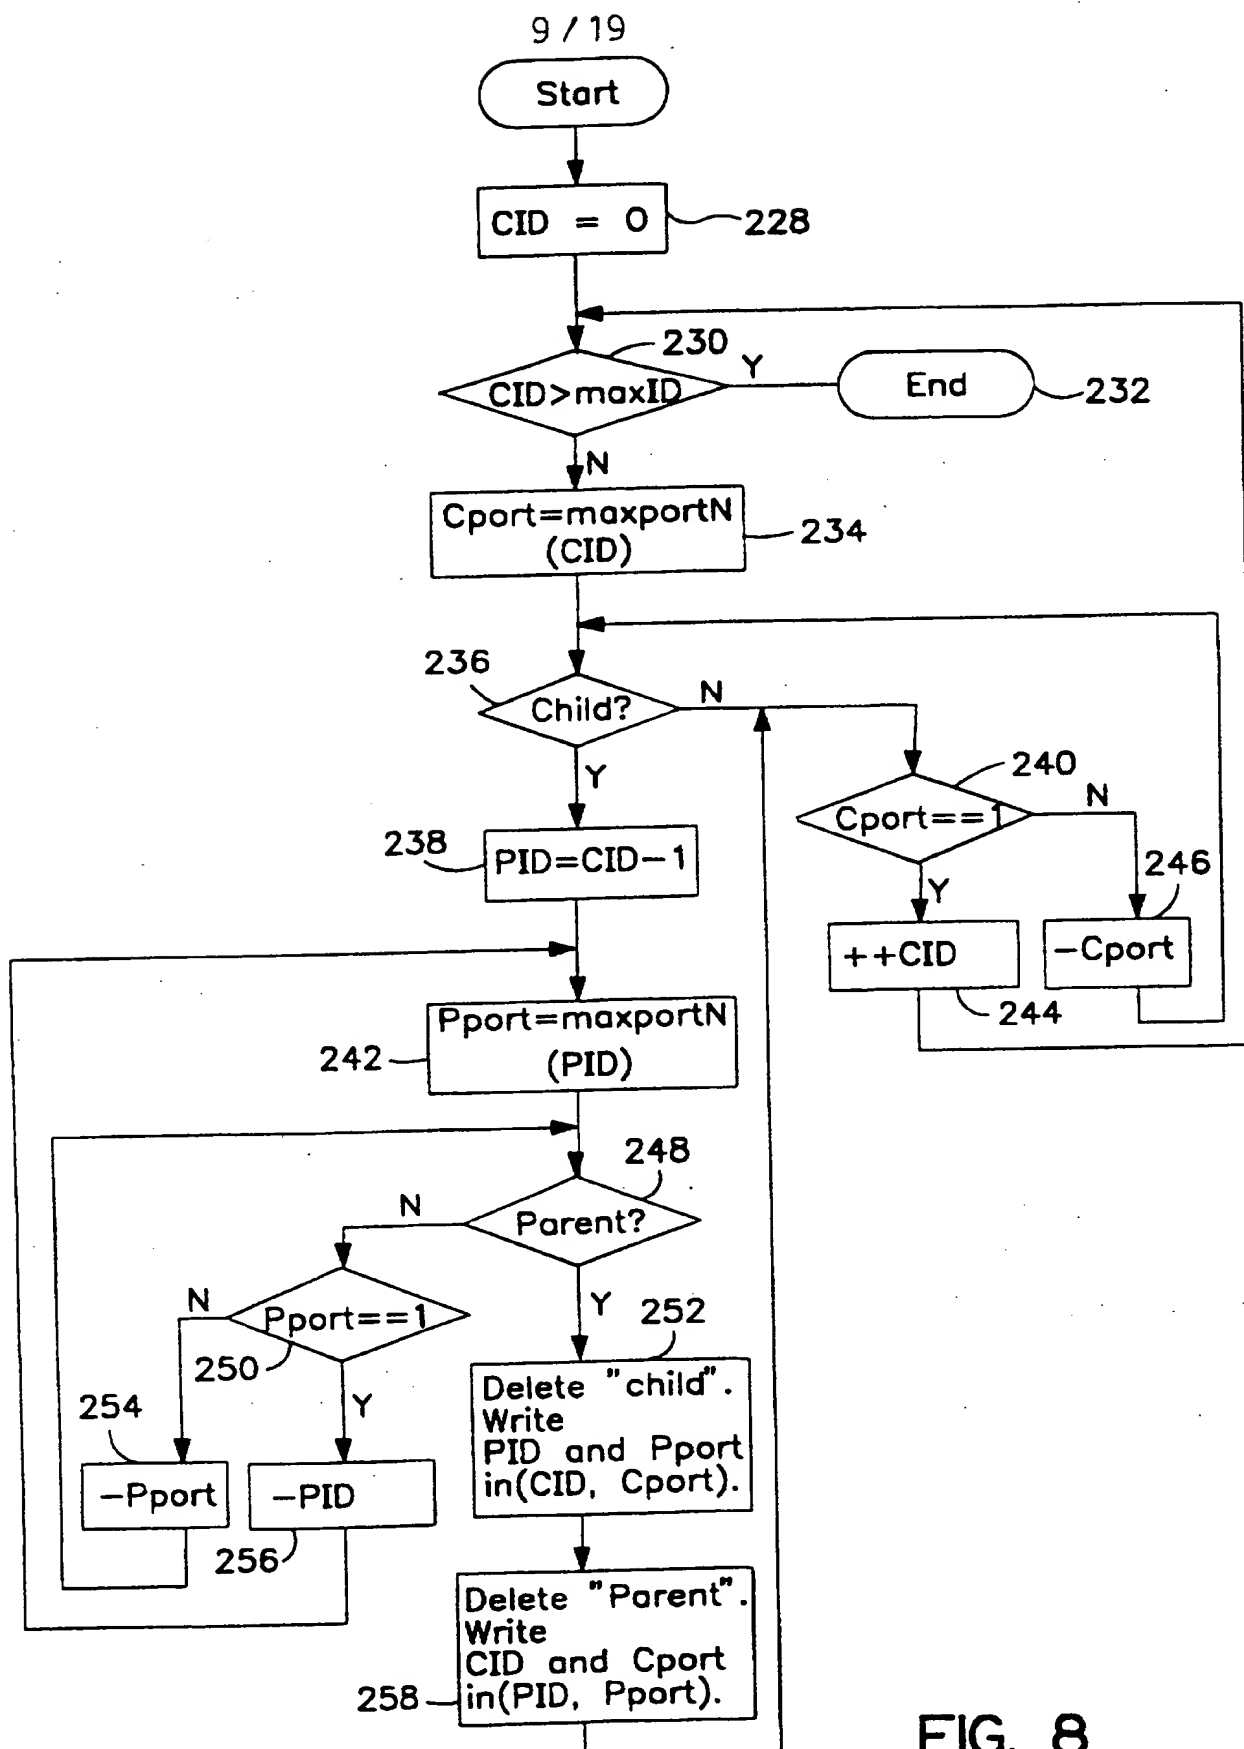 9 / 19
Start
CID = 0
228
230
CID>maxID
Y
End
232
N
Cport=maxportN
(CID)
234
236
Child?
N
Y
240
Cport==1
N
238
PID=CID-1
Y
246
++CID
-Cport
244
Pport=maxportN
(PID)
242
248
Parent?
N
Y
N
Pport==1
250
Y
252
Delete "child".
Write
PID and Pport
in(CID, Cport).
254
-Pport
-PID
256
Delete "Parent".
Write
CID and Cport
in(PID, Pport).
258
FIG. 8